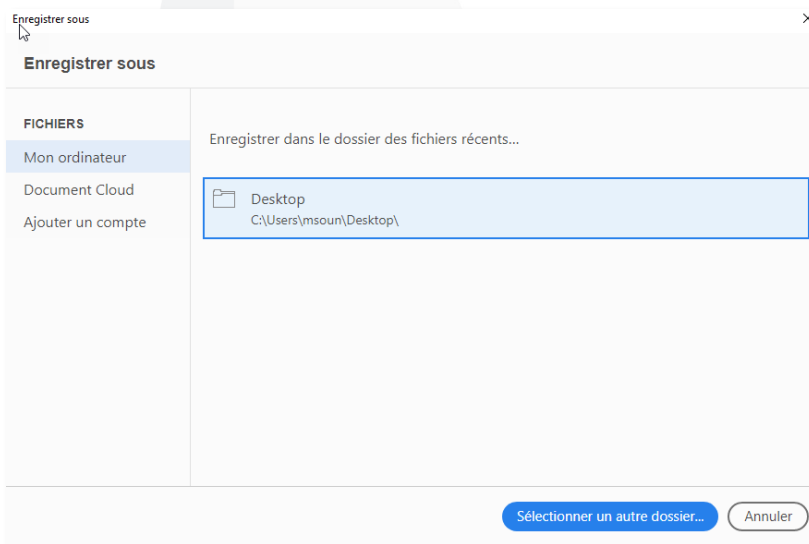 Enregistrer sous
Enregistrer sous
FICHIERS
Mon ordinateur
Document Cloud
Ajouter un compte
Enregistrer dans le dossier des fichiers récents...
Desktop
C:\Users\msoun\Desktop\
Sélectionner un autre dossier...
Annuler